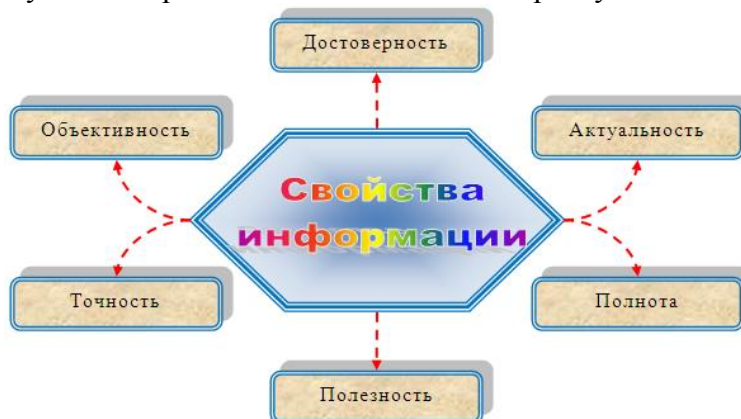 Достоверность
Объективность
Актуальность
Свойства
информации
Точность
Полнота
Полезность